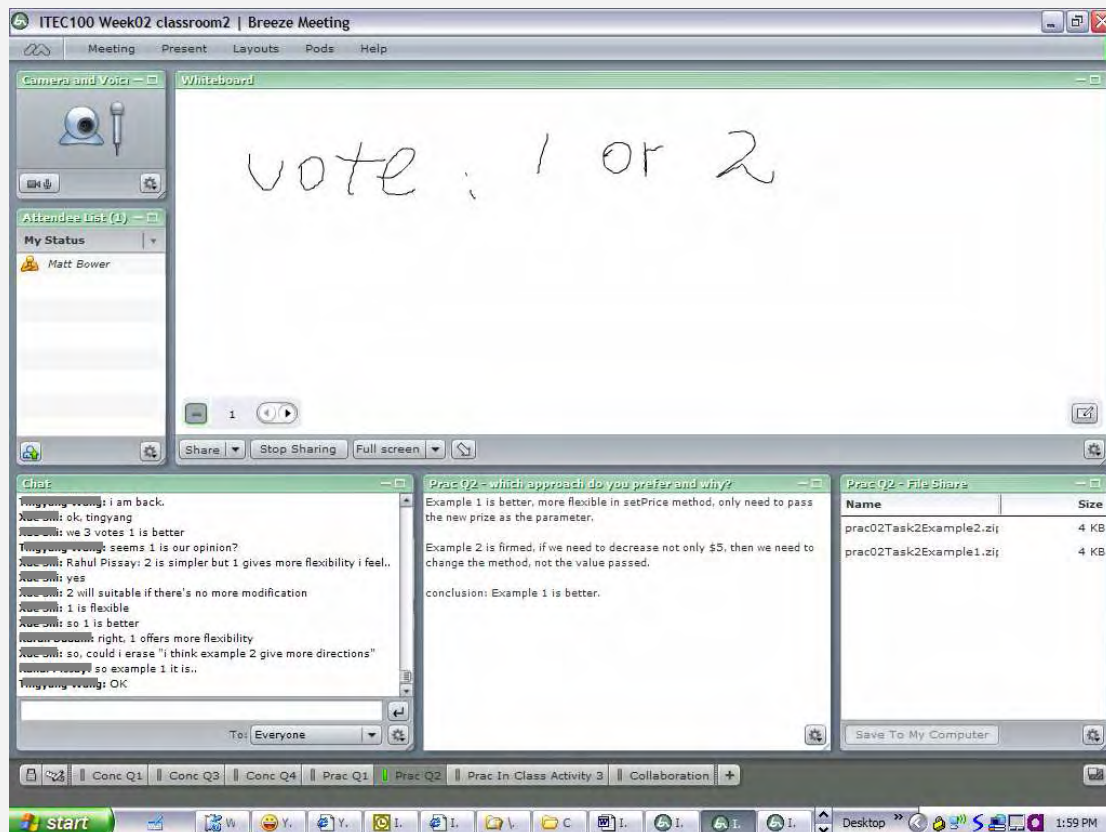 ITEC100 Week02 classroom2 | Breeze Meeting
Meeting Present Layouts Pods Help
Camera and Voice
Whiteboard
vote : 1 or 2
Attendee List (1)
My Status
Matt Bower
1
Share Stop Sharing Full screen
Chat
i am back.
ok, tingyang
we 3 votes 1 is better
seems 1 is our opinion?
Rahul Pissay: 2 is simpler but 1 gives more flexibility i feel..
yes
2 will suitable if there's no more modification
1 is flexible
so 1 is better
right, 1 offers more flexibility
so, could i erase "i think example 2 give more directions"
so example 1 it is..
OK
To: Everyone
Prac Q2 - which approach do you prefer and why?
Example 1 is better, more flexible in setPrice method, only need to pass
the new prize as the parameter.
Example 2 is firmed, if we need to decrease not only $5, then we need to
change the method, not the value passed.
conclusion: Example 1 is better.
Prac Q2 - File Share
Name Size
prac02Task2Example2.zip 4 KB
prac02Task2Example1.zip 4 KB
Save To My Computer
Conc Q1 Conc Q3 Conc Q4 Prac Q1 Prac Q2 Prac In Class Activity 3 Collaboration +
start W Y. Y. I. I. \. C I. I. I. I. Desktop » 1:59 PM